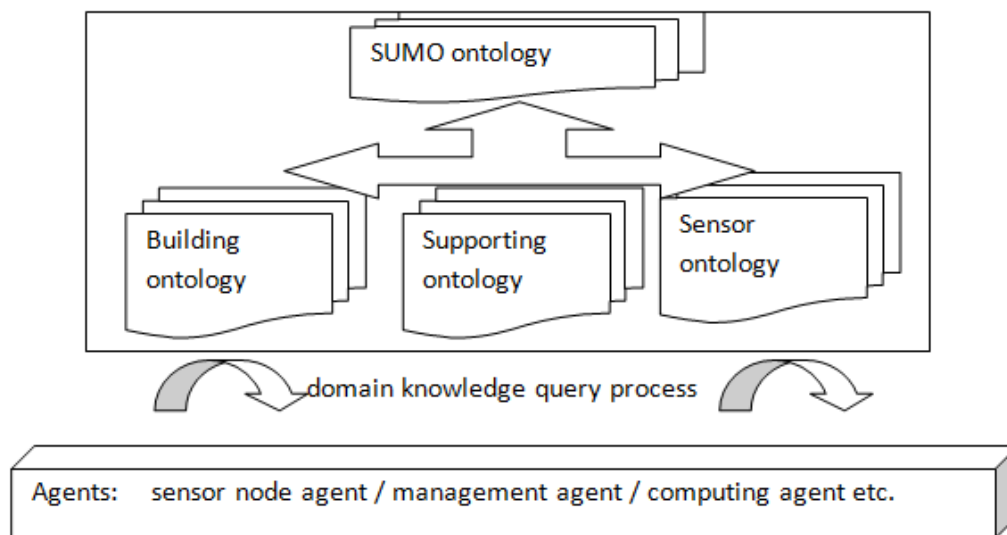 SUMO ontology
Building
ontology
Supporting
ontology
Sensor
ontology
domain knowledge query process
Agents: sensor node agent / management agent / computing agent etc.